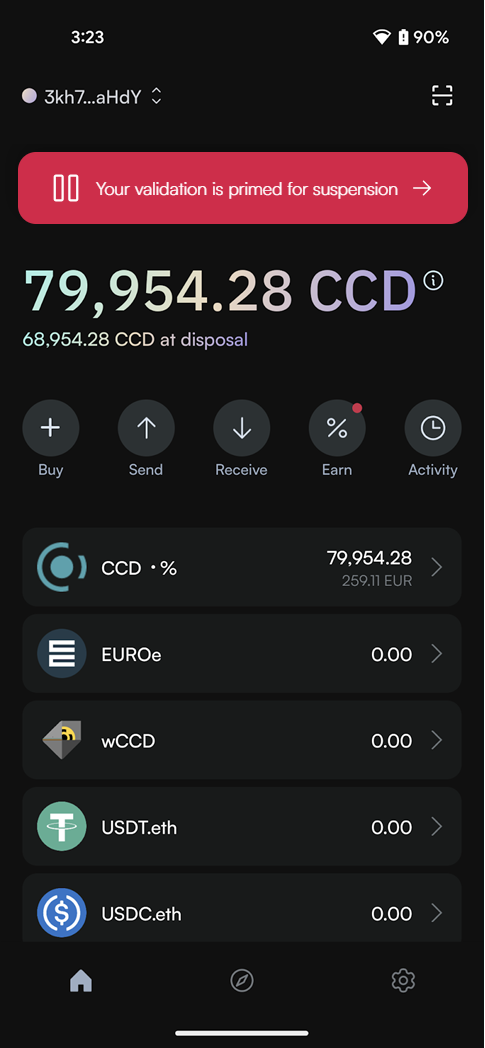 3:23
90%
3kh7...aHdY
Your validation is primed for suspension
79,954.28 CCD
68,954.28 CCD at disposal
Buy
Send
Receive
%
Earn
Activity
CCD · %
79,954.28
259.11 EUR
EUROe
0.00
wCCD
0.00
USDT.eth
0.00
USDC.eth
0.00